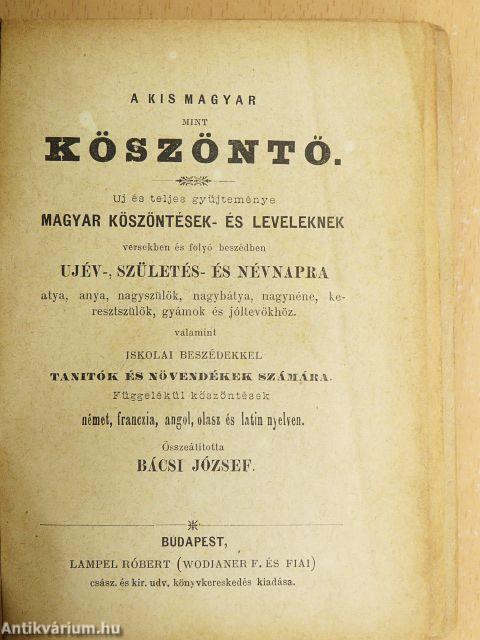 A KIS MAGYAR
MINT
KÖSZÖNTŐ.
Uj és teljes gyüjteménye
MAGYAR KÖSZÖNTÉSEK- ÉS LEVELEKNEK
versekben és folyó beszédben
UJÉV-, SZÜLETÉS- ÉS NÉVNAPRA
atya, anya, nagyszülők, nagybátya, nagynéne, ke-
resztszülők, gyámok és jóltevőkhöz.
valamint
ISKOLAI BESZÉDEKKEL
TANITÓK ÉS NÖVENDÉKEK SZÁMÁRA.
Függelékül köszöntések
német, franczia, angol, olasz és latin nyelven.
Összeálította
BÁCSI JÓZSEF.
BUDAPEST,
LAMPEL RÓBERT (WODIANER F. ÉS FIAI)
csász. és kir. udv. könyvkereskedés kiadása.
Antikvárium.hu